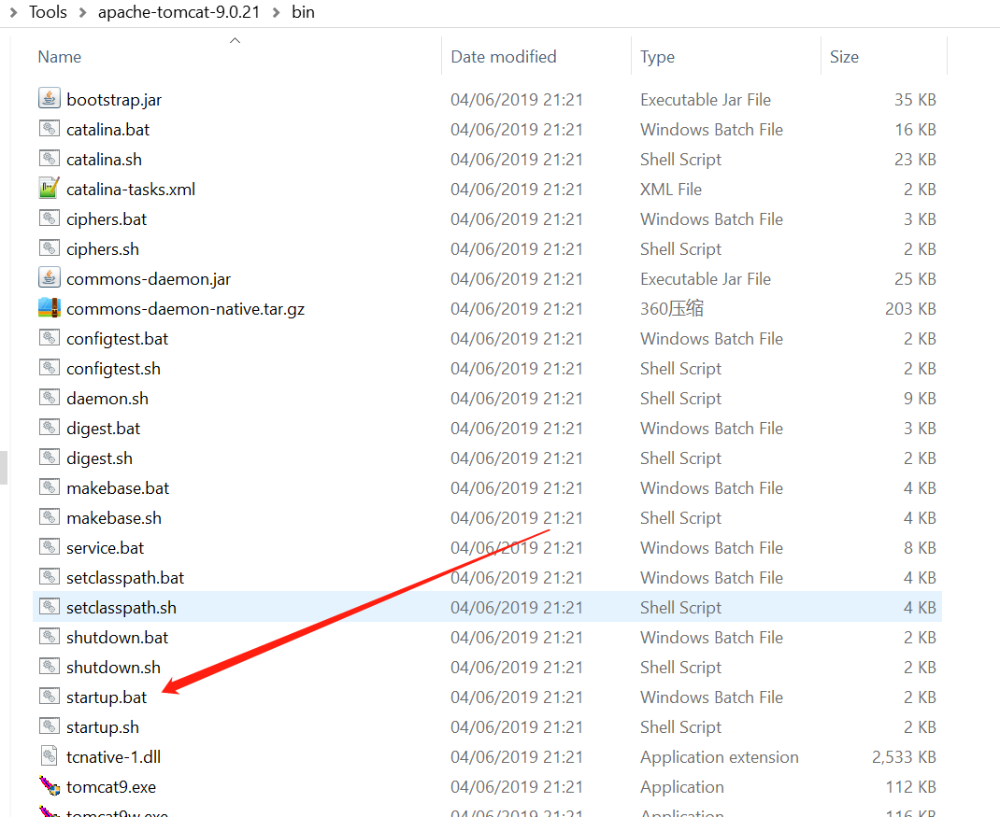 Tools apache-tomcat-9.0.21 bin
Name Date modified Type Size
bootstrap.jar 04/06/2019 21:21 Executable Jar File 35 KB
catalina.bat 04/06/2019 21:21 Windows Batch File 16 KB
catalina.sh 04/06/2019 21:21 Shell Script 23 KB
catalina-tasks.xml 04/06/2019 21:21 XML File 2 KB
ciphers.bat 04/06/2019 21:21 Windows Batch File 3 KB
ciphers.sh 04/06/2019 21:21 Shell Script 2 KB
commons-daemon.jar 04/06/2019 21:21 Executable Jar File 25 KB
commons-daemon-native.tar.gz 04/06/2019 21:21 360压缩 203 KB
configtest.bat 04/06/2019 21:21 Windows Batch File 2 KB
configtest.sh 04/06/2019 21:21 Shell Script 2 KB
daemon.sh 04/06/2019 21:21 Shell Script 9 KB
digest.bat 04/06/2019 21:21 Windows Batch File 3 KB
digest.sh 04/06/2019 21:21 Shell Script 2 KB
makebase.bat 04/06/2019 21:21 Windows Batch File 4 KB
makebase.sh 04/06/2019 21:21 Shell Script 4 KB
service.bat 04/06/2019 21:21 Windows Batch File 8 KB
setclasspath.bat 04/06/2019 21:21 Windows Batch File 4 KB
setclasspath.sh 04/06/2019 21:21 Shell Script 4 KB
shutdown.bat 04/06/2019 21:21 Windows Batch File 2 KB
shutdown.sh 04/06/2019 21:21 Shell Script 2 KB
startup.bat 04/06/2019 21:21 Windows Batch File 2 KB
startup.sh 04/06/2019 21:21 Shell Script 2 KB
tcnative-1.dll 04/06/2019 21:21 Application extension 2,533 KB
tomcat9.exe 04/06/2019 21:21 Application 112 KB
tomcat9w.exe 04/06/2019 21:21 Application 116 KB